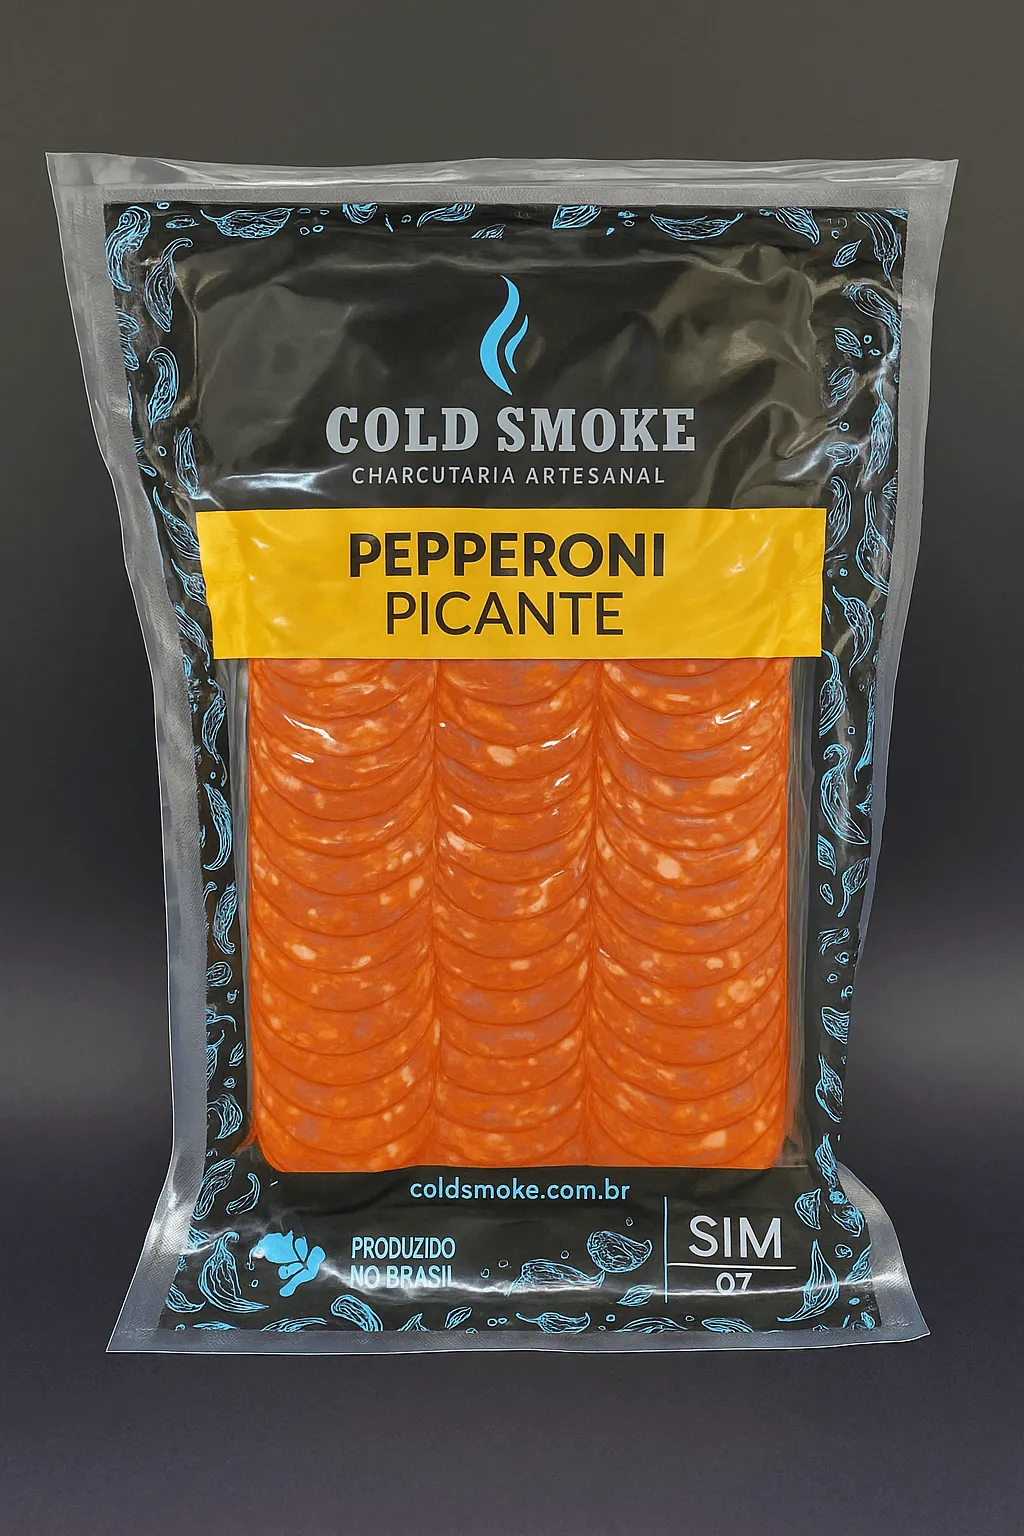 COLD SMOKE
CHARCUTARIA ARTESANAL
PEPPERONI
PICANTE
coldsmoke.com.br
PRODUZIDO
NO BRASIL
SIM
07